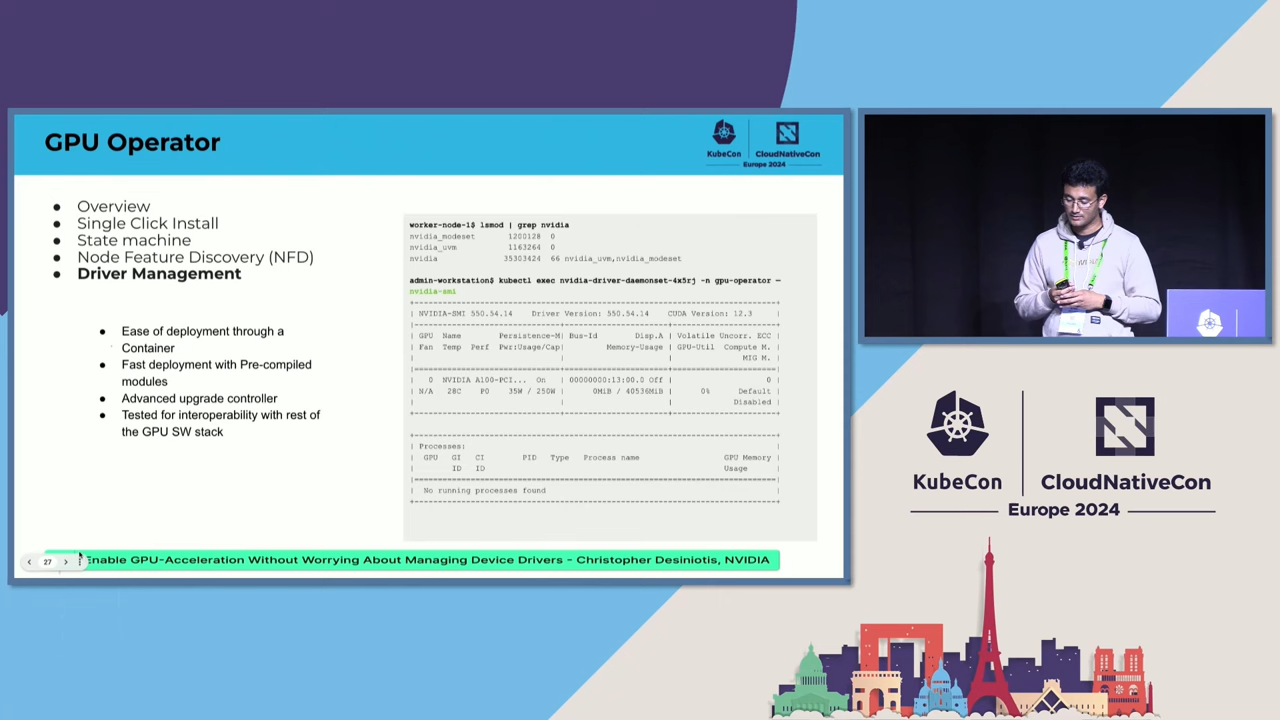 GPU Operator
KubeCon
CloudNativeCon
Europe 2024
● Overview
● Single Click Install
● State machine
● Node Feature Discovery (NFD)
● Driver Management
● Ease of deployment through a
Container
● Fast deployment with Pre-compiled
modules
● Advanced upgrade controller
● Tested for interoperability with rest of
the GPU SW stack
worker-node-1$ lsmod | grep nvidia
nvidia_modeset 1200128 0
nvidia_uvm 1163264 0
nvidia 35303424 66 nvidia_uvm,nvidia_modeset
admin-workstation$ kubectl exec nvidia-driver-daemonset-4x5rj -n gpu-operator —
nvidia-smi
| NVIDIA-SMI 550.54.14 Driver Version: 550.54.14 CUDA Version: 12.3 |
| GPU Name Persistence-M| Bus-Id Disp.A | Volatile Uncorr. ECC
| Fan Temp Perf Pwr:Usage/Cap| Memory-Usage | GPU-Util Compute M.
| | | MIG M.
| 0 NVIDIA A100-PCI... On | 00000000:13:00.0 Off | 0|
| N/A 28C P0 35W / 250W | 0MiB / 40536MiB | 0% Default
| | | Disabled
| Processes: |
| GPU GI CI PID Type Process name GPU Memory |
| ID ID Usage |
| No running processes found |
27
Enable GPU-Acceleration Without Worrying About Managing Device Drivers - Christopher Desiniotis, NVIDIA
KubeCon
CloudNativeCon
Europe 2024